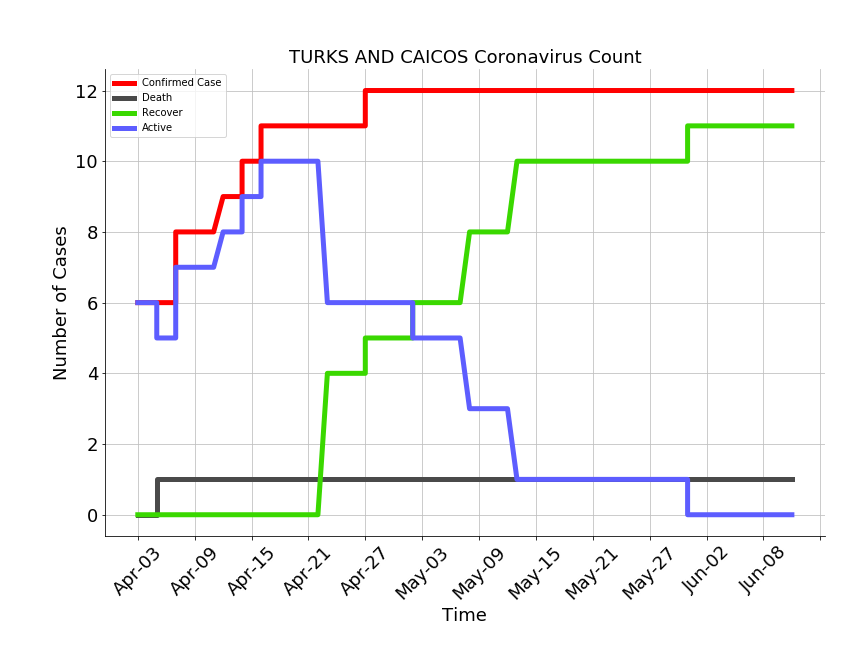 TURKS AND CAICOS Coronavirus Count
Confirmed Case
Death
Recover
Active
Number of Cases
12
10
8
6
4
2
0
Apr-03
Apr-09
Apr-15
Apr-21
Apr-27
May-03
May-09
May-15
May-21
May-27
Jun-02
Jun-08
Time